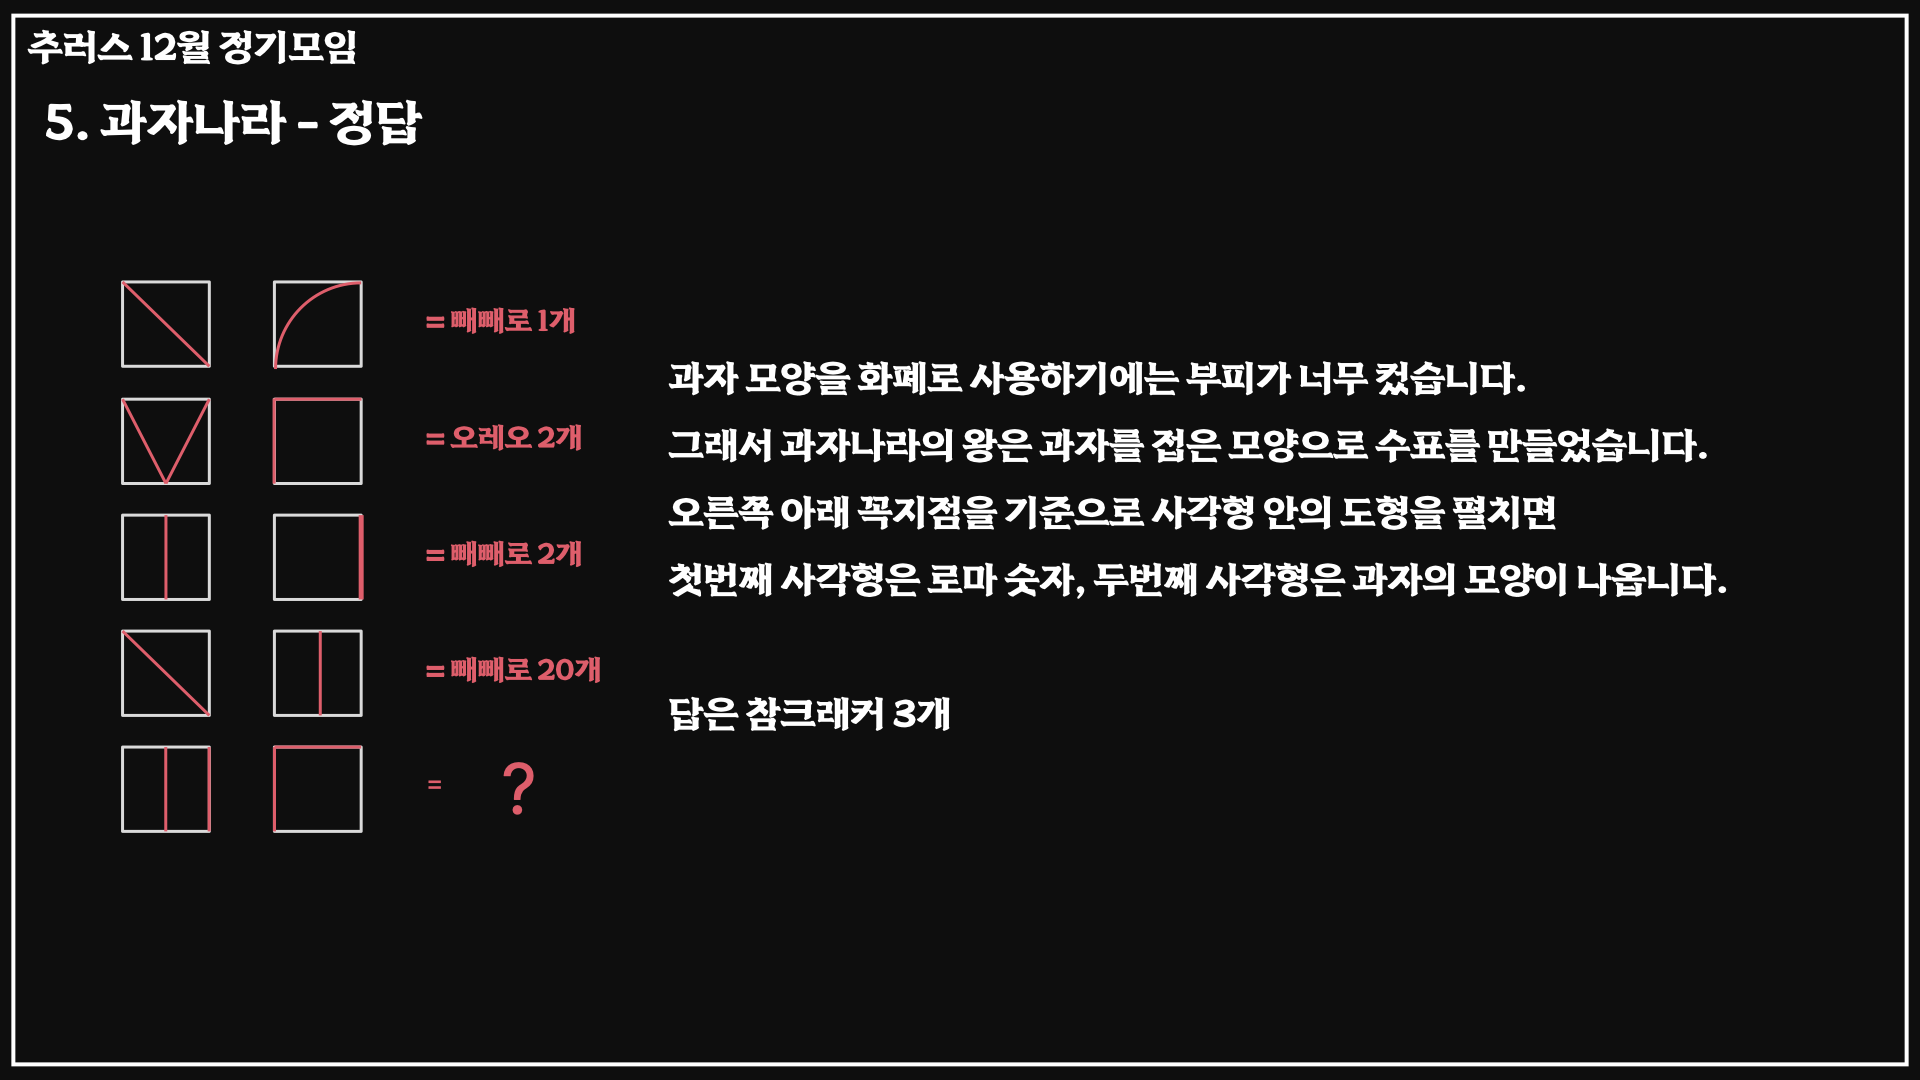 추러스 12월 정기모임
5. 과자나라 - 정답
= 빼빼로 1개
= 오레오 2개
= 빼빼로 2개
= 빼빼로 20개
= ?
과자 모양을 화폐로 사용하기에는 부피가 너무 컸습니다.
그래서 과자나라의 왕은 과자를 접은 모양으로 수표를 만들었습니다.
오른쪽 아래 꼭지점을 기준으로 사각형 안의 도형을 펼치면
첫번째 사각형은 로마 숫자, 두번째 사각형은 과자의 모양이 나옵니다.
답은 참크래커 3개